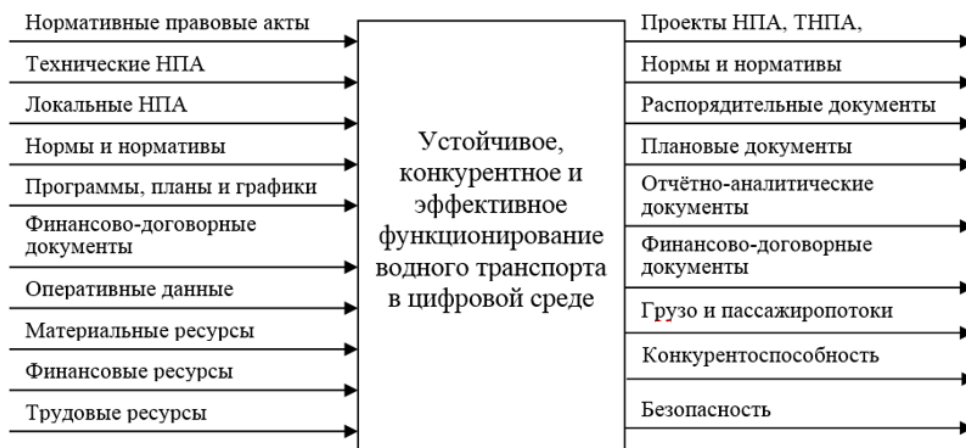 Нормативные правовые акты
Технические НПА
Локальные НПА
Нормы и нормативы
Программы, планы и графики
Финансово-договорные
документы
Оперативные данные
Материальные ресурсы
Финансовые ресурсы
Трудовые ресурсы
Устойчивое,
конкурентное и
эффективное
функционирование
водного транспорта
в цифровой среде
Проекты НПА, ТНПА,
Нормы и нормативы
Распорядительные документы
Плановые документы
Отчётно-аналитические
документы
Финансово-договорные
документы
Грузо и пассажиропотоки
Конкурентоспособность
Безопасность